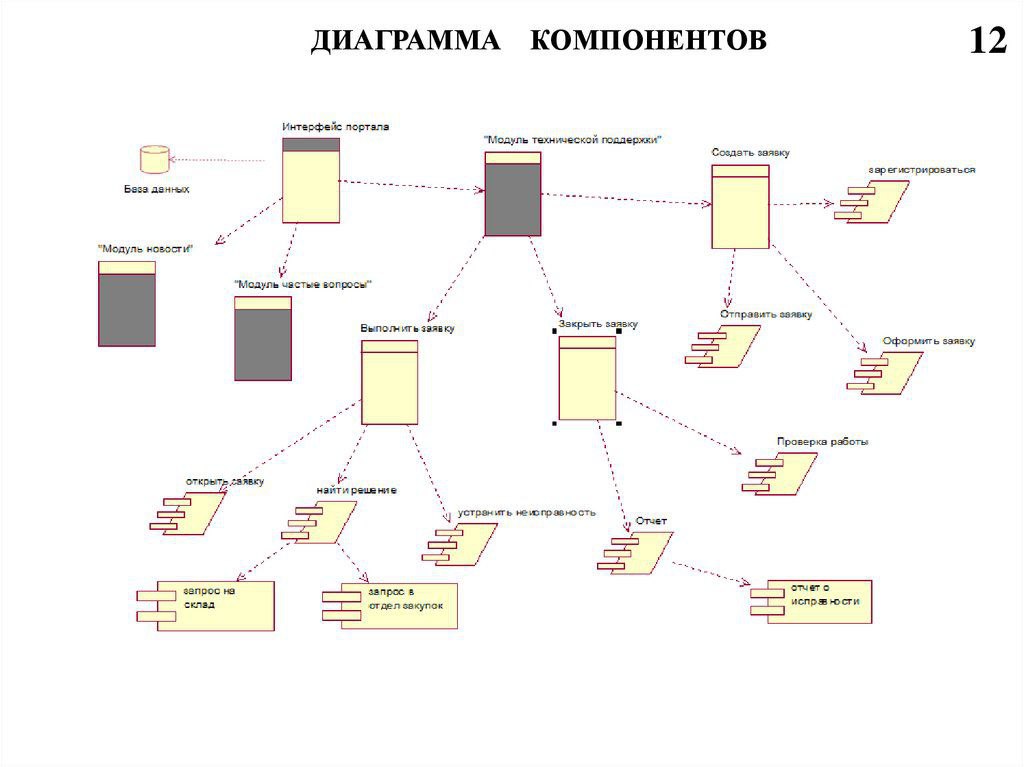 ДИАГРАММА КОМПОНЕНТОВ
12
Интерфейс портала
"Модуль технической поддержки"
Создать заявку
зарегистрироваться
База данных
"Модуль новости"
"Модуль частые вопросы"
Выполнить заявку
Закрыть заявку
Отправить заявку
Оформить заявку
Проверка работы
открыть заявку
найти решение
устранить неисправность
Отчет
запрос на
склад
запрос в
отдел закупок
отчет о
исправности